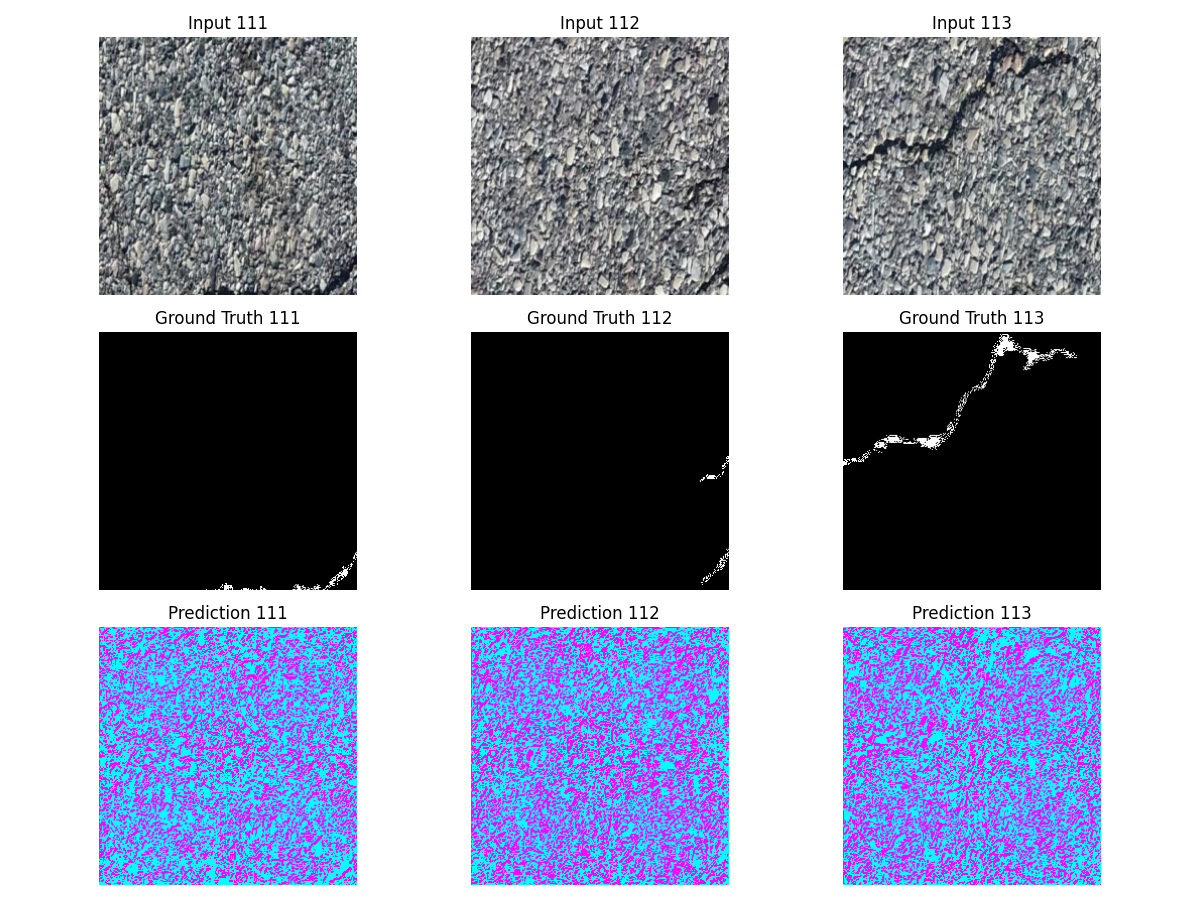 Input 111
Input 112
Input 113
Ground Truth 111
Ground Truth 112
Ground Truth 113
Prediction 111
Prediction 112
Prediction 113